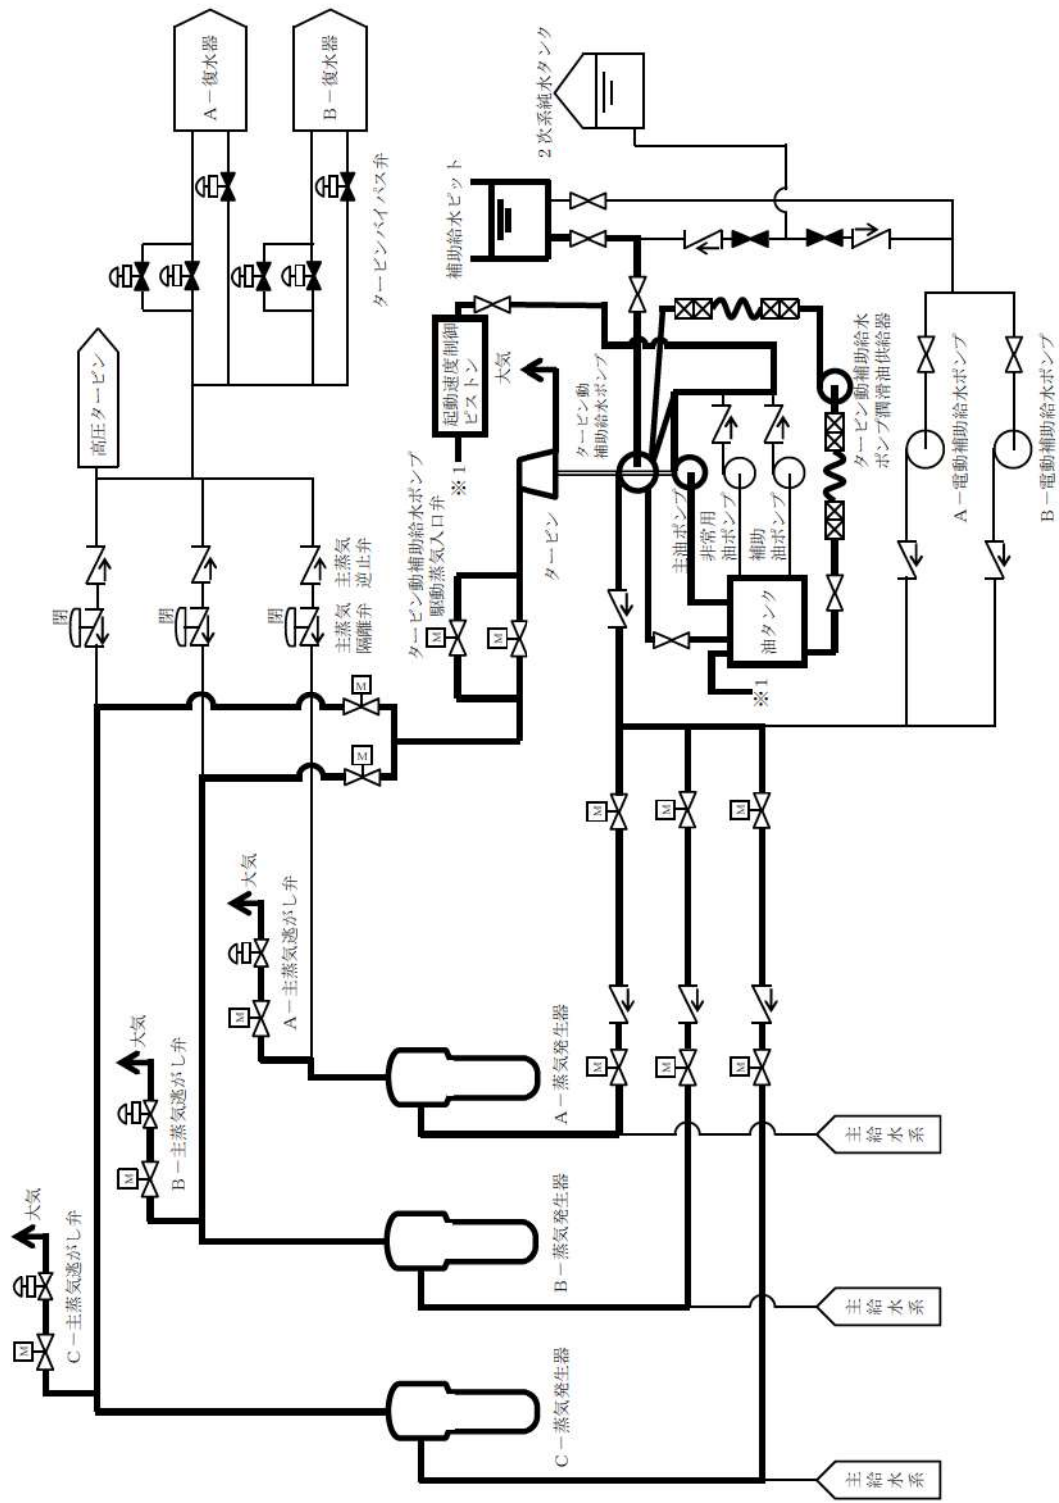 A－復水器
B－復水器
タービンバイパス弁
高圧タービン
2次系純水タンク
補助給水ピット
起動速度制御
ピストン
※1
大気
タービン動
補助給水ポンプ
タービン
タービン動補助給水ポンプ
駆動蒸気入口弁
M
M
主油ポンプ
非常用
油ポンプ
補助
油ポンプ
油タンク
※1
タービン動補助給水
ポンプ潤滑油供給器
A－電動補助給水ポンプ
B－電動補助給水ポンプ
閉
閉
閉
主蒸気
隔離弁
主蒸気
逆止弁
M
M
大気
M
A－主蒸気逃がし弁
大気
M
B－主蒸気逃がし弁
大気
M
C－主蒸気逃がし弁
M
M
M
M
M
M
A－蒸気発生器
B－蒸気発生器
C－蒸気発生器
主給水系
主給水系
主給水系